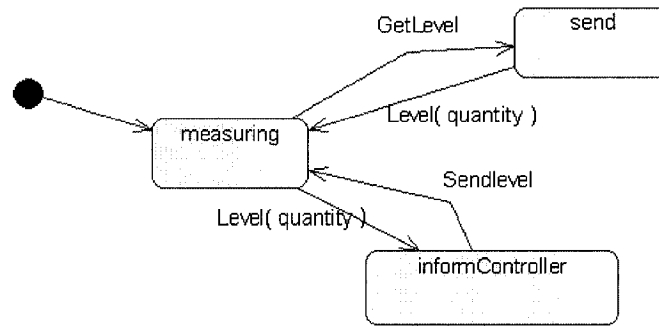 GetLevel
send
Level( quantity )
measuring
Sendlevel
Level( quantity )
informController